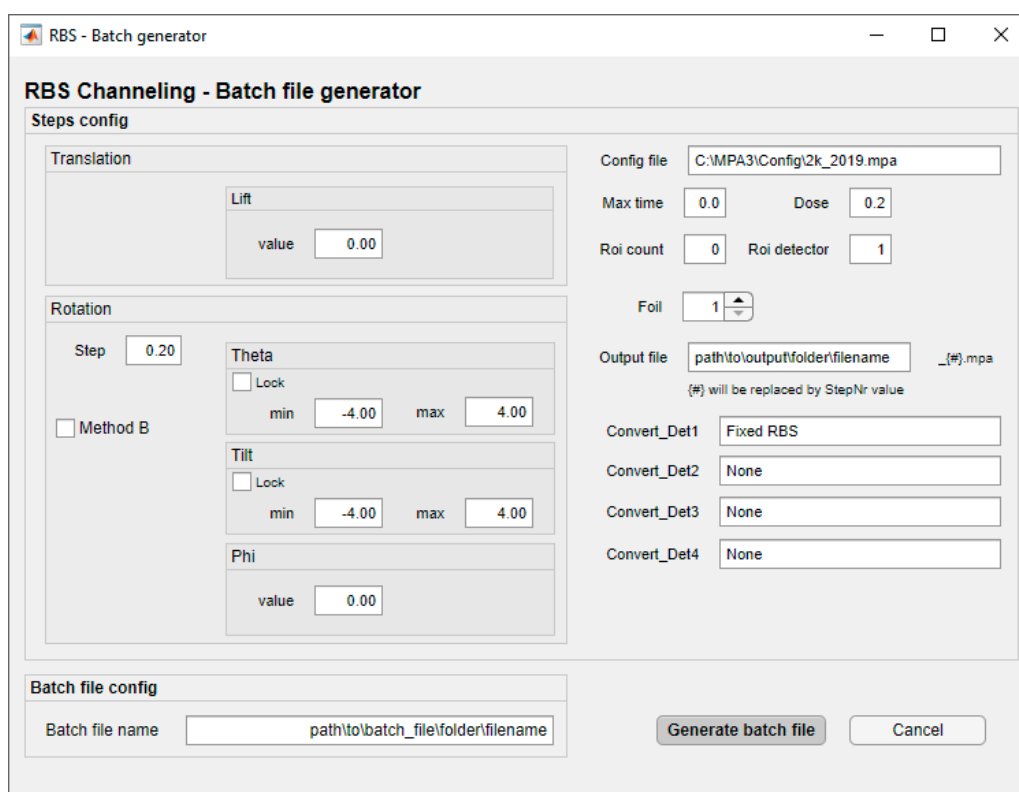 RBS - Batch generator
RBS Channeling - Batch file generator
Steps config
Translation
Lift
value 0.00
Rotation
Step 0.20
Method B
Theta
Lock
min -4.00 max 4.00
Tilt
Lock
min -4.00 max 4.00
Phi
value 0.00
Config file C:\MPA3\Config\2k_2019.mpa
Max time 0.0 Dose 0.2
Roi count 0 Roi detector 1
Foil 1
Output file path\to\output\folder\filename _{#}.mpa
{#} will be replaced by StepNr value
Convert_Det1 Fixed RBS
Convert_Det2 None
Convert_Det3 None
Convert_Det4 None
Batch file config
Batch file name path\to\batch_file\folder\filename
Generate batch file Cancel